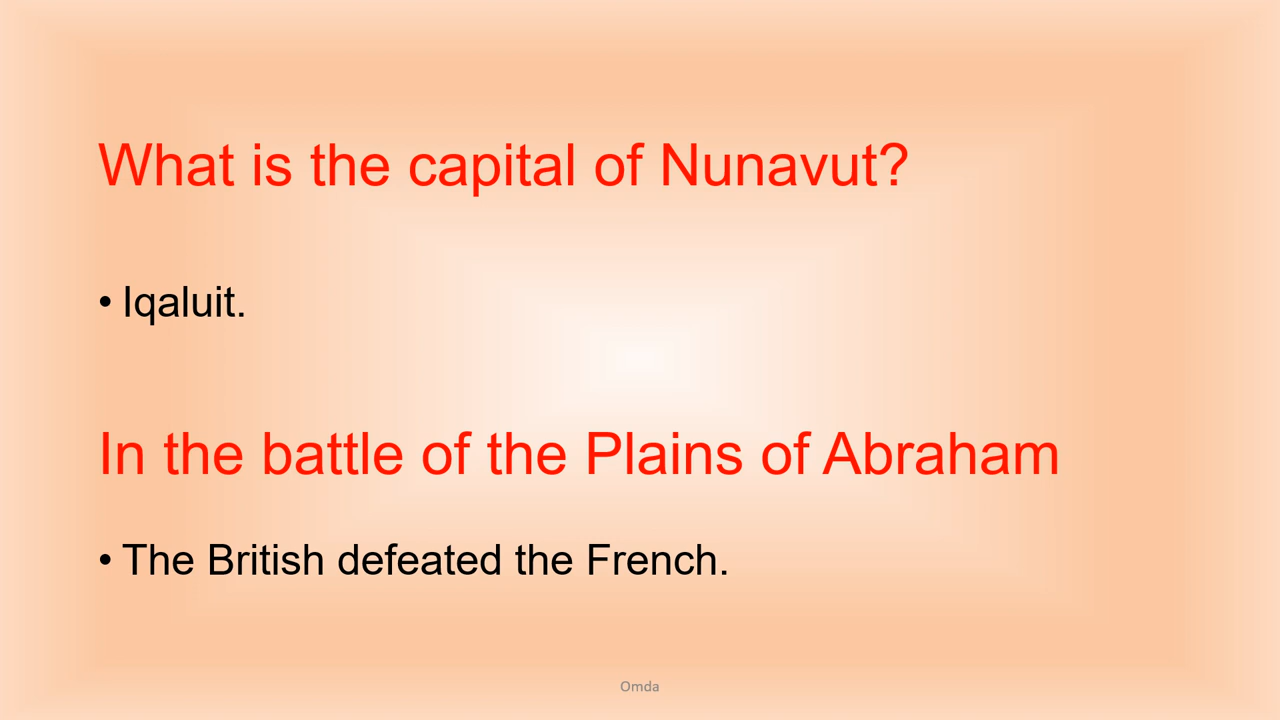 What is the capital of Nunavut?
• Iqaluit.
In the battle of the Plains of Abraham
• The British defeated the French.
Omda